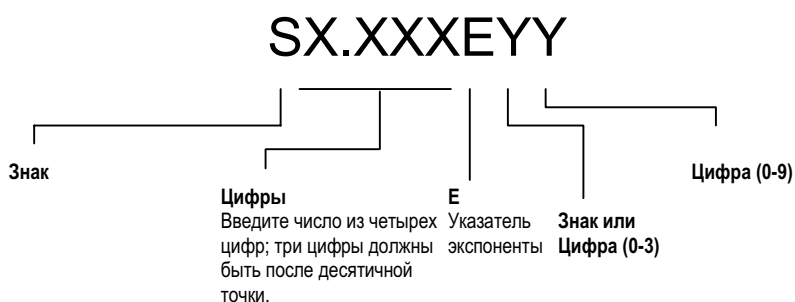 SX.XXXEYY
Знак
Цифра (0-9)
Цифры
Введите число из четырех
цифр; три цифры должны
быть после десятичной
точки.
E
Указатель
экспоненты
Знак или
Цифра (0-3)